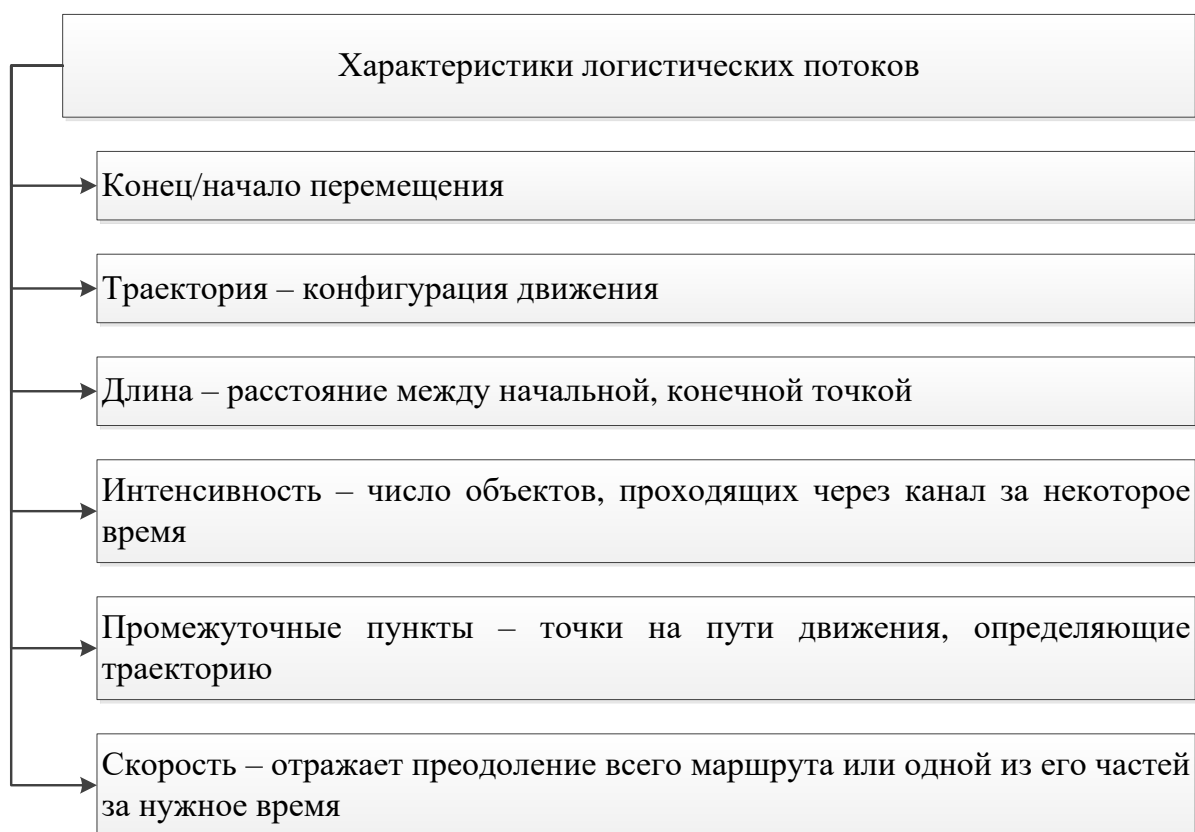 Характеристики логистических потоков
Конец/начало перемещения
Траектория – конфигурация движения
Длина – расстояние между начальной, конечной точкой
Интенсивность – число объектов, проходящих через канал за некоторое
время
Промежуточные пункты – точки на пути движения, определяющие
траекторию
Скорость – отражает преодоление всего маршрута или одной из его частей
за нужное время